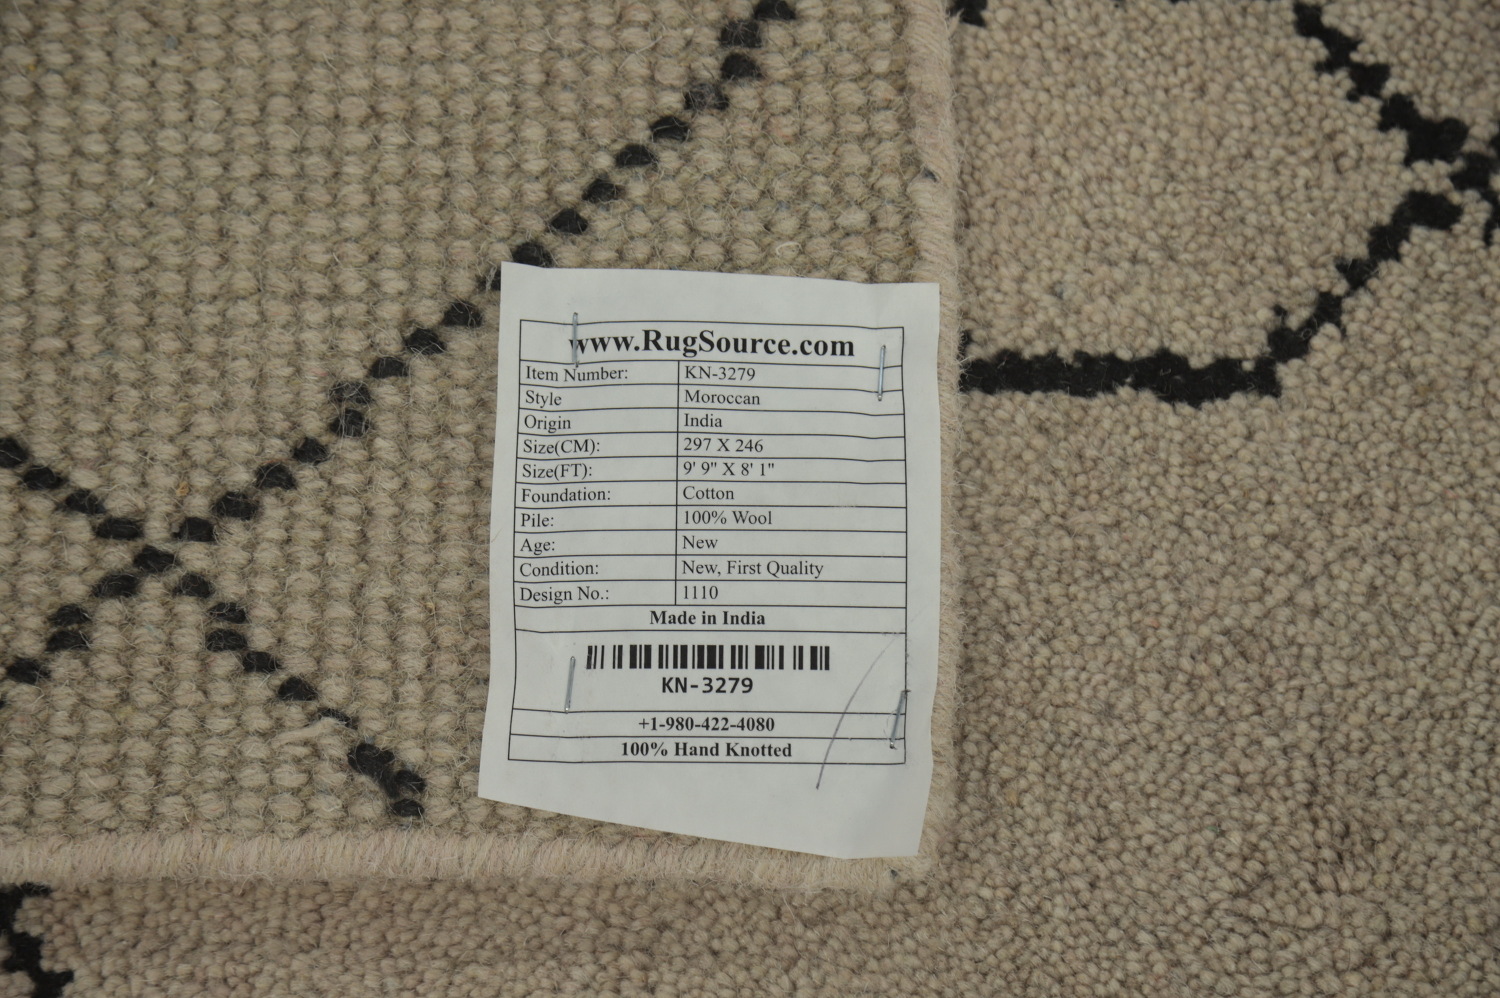 www.RugSource.com
Item Number: KN-3279
Style Moroccan
Origin India
Size(CM): 297 X 246
Size(FT): 9' 9" X 8' 1"
Foundation: Cotton
Pile: 100% Wool
Age: New
Condition: New, First Quality
Design No.: 1110
Made in India
KN-3279
+1-980-422-4080
100% Hand Knotted